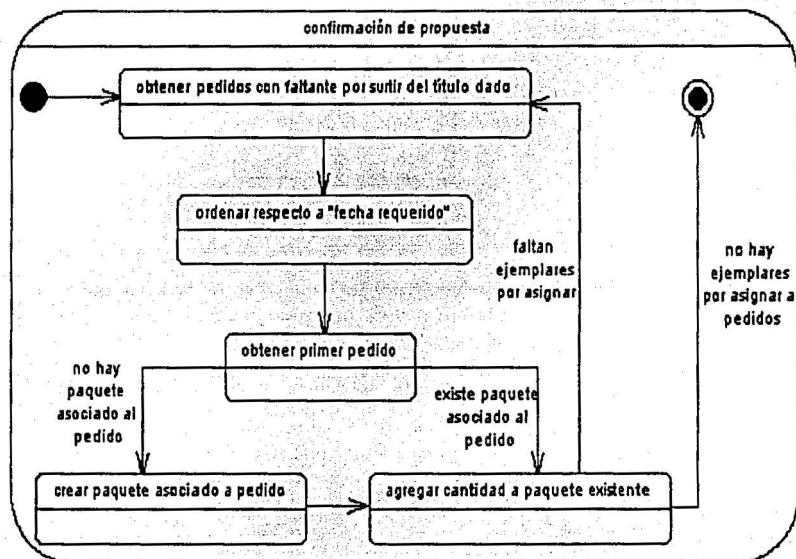 confirmación de propuesta
obtener pedidos con faltante por surtir del título dado
ordenar respecto a "fecha requerido"
faltan
ejemplares
por asignar
no hay
ejemplares
por asignar a
pedidos
obtener primer pedido
no hay
paquete
asociado al
pedido
existe paquete
asociado al
pedido
crear paquete asociado a pedido
agregar cantidad a paquete existente